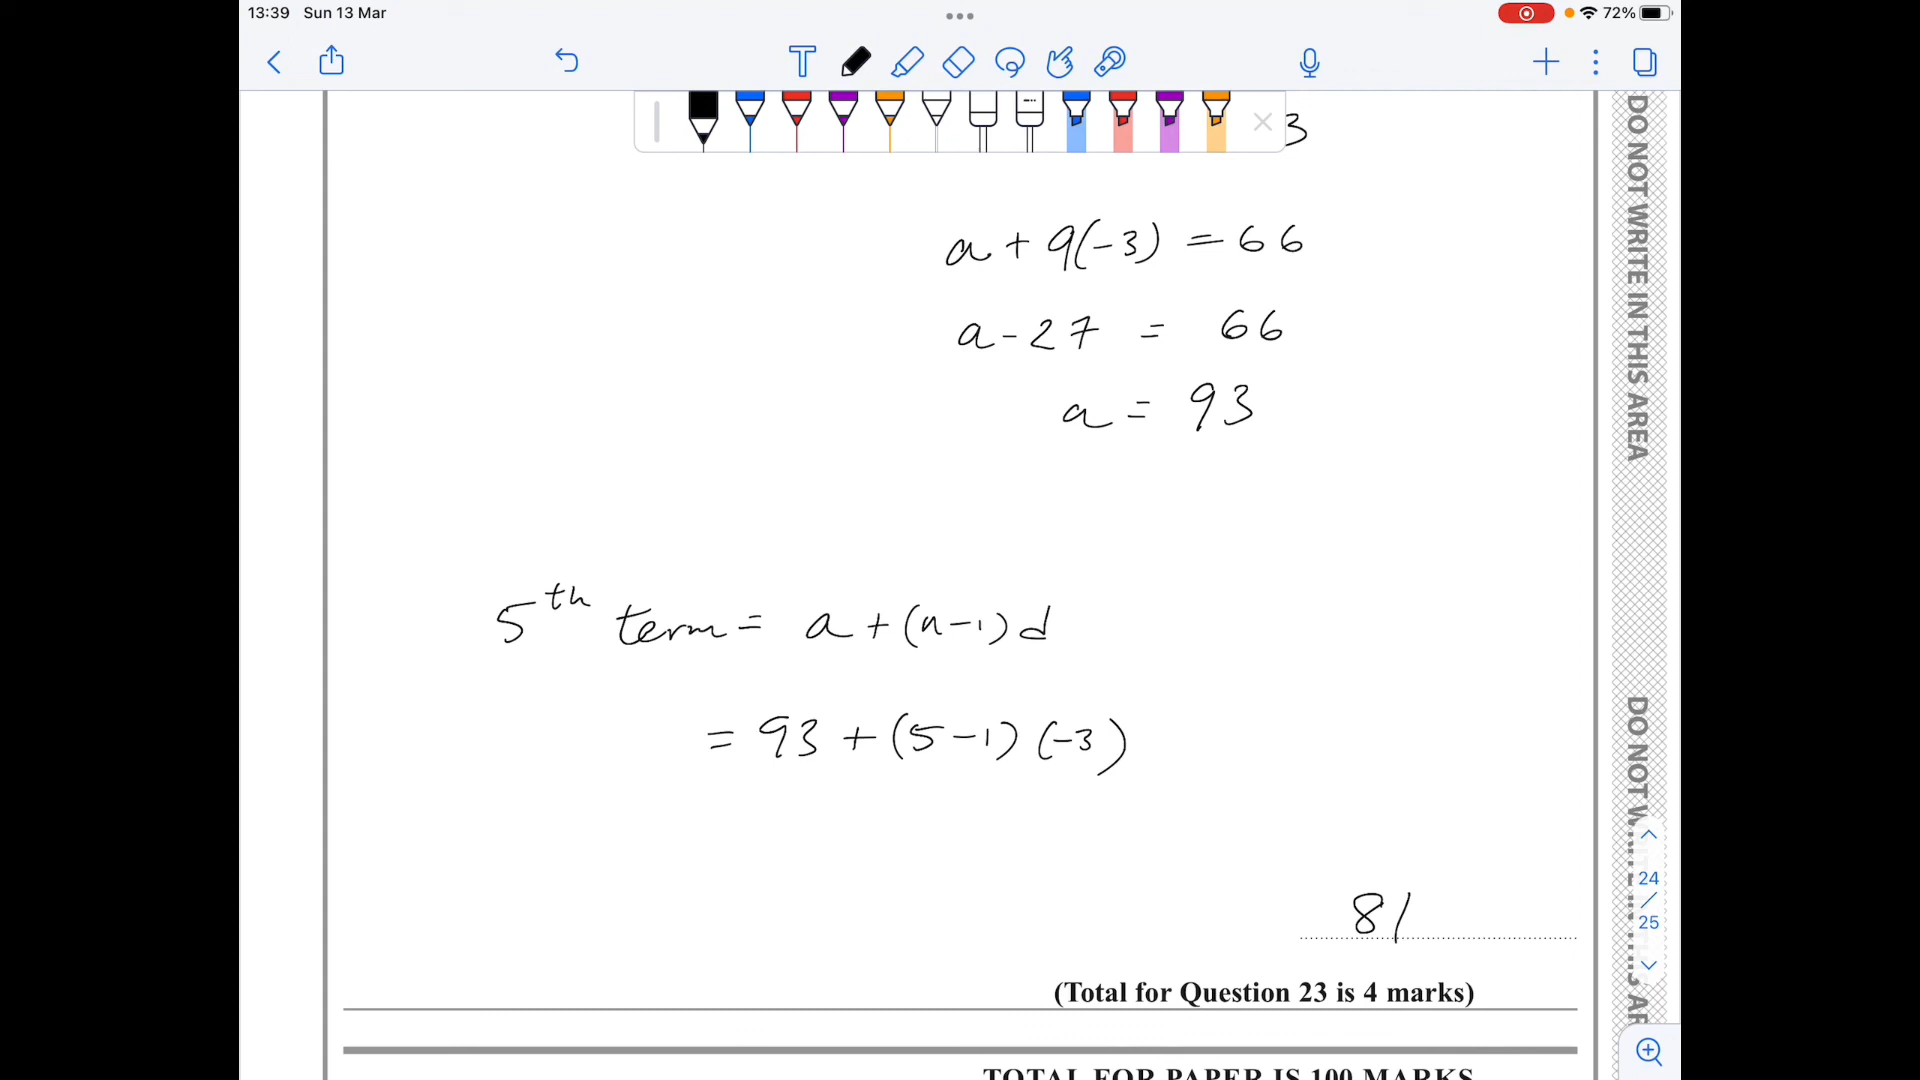 13:39 Sun 13 Mar
72%
T
3
a + 9(-3) = 66
a - 27 = 66
a = 93
5th term = a + (n-1)d
= 93 + (5-1)(-3)
81
(Total for Question 23 is 4 marks)
TOTAL FOR PAPER IS 100 MARKS
DO NOT WRITE IN THIS AREA
24
25